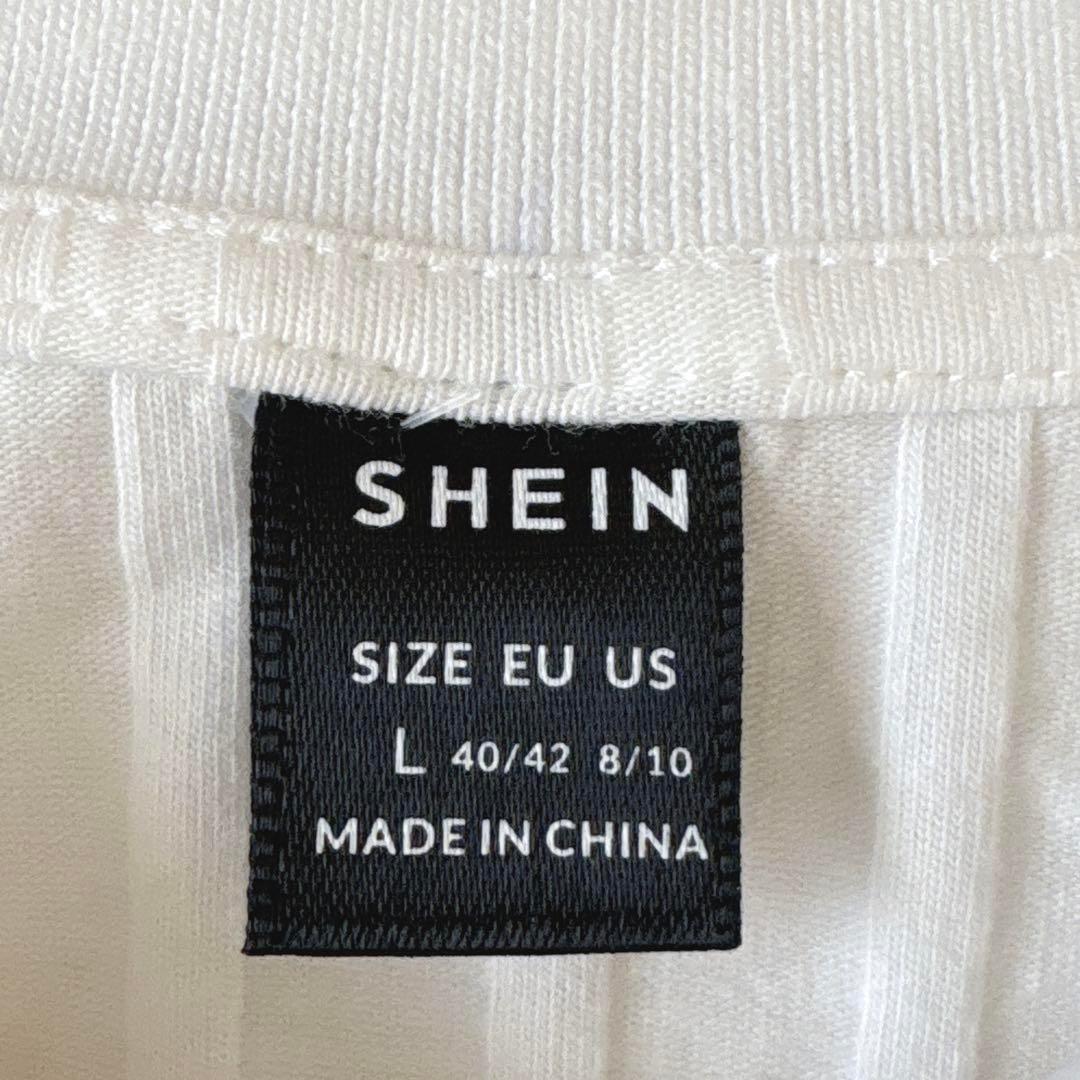 SHEIN
SIZE EU US
L 40/42 8/10
MADE IN CHINA